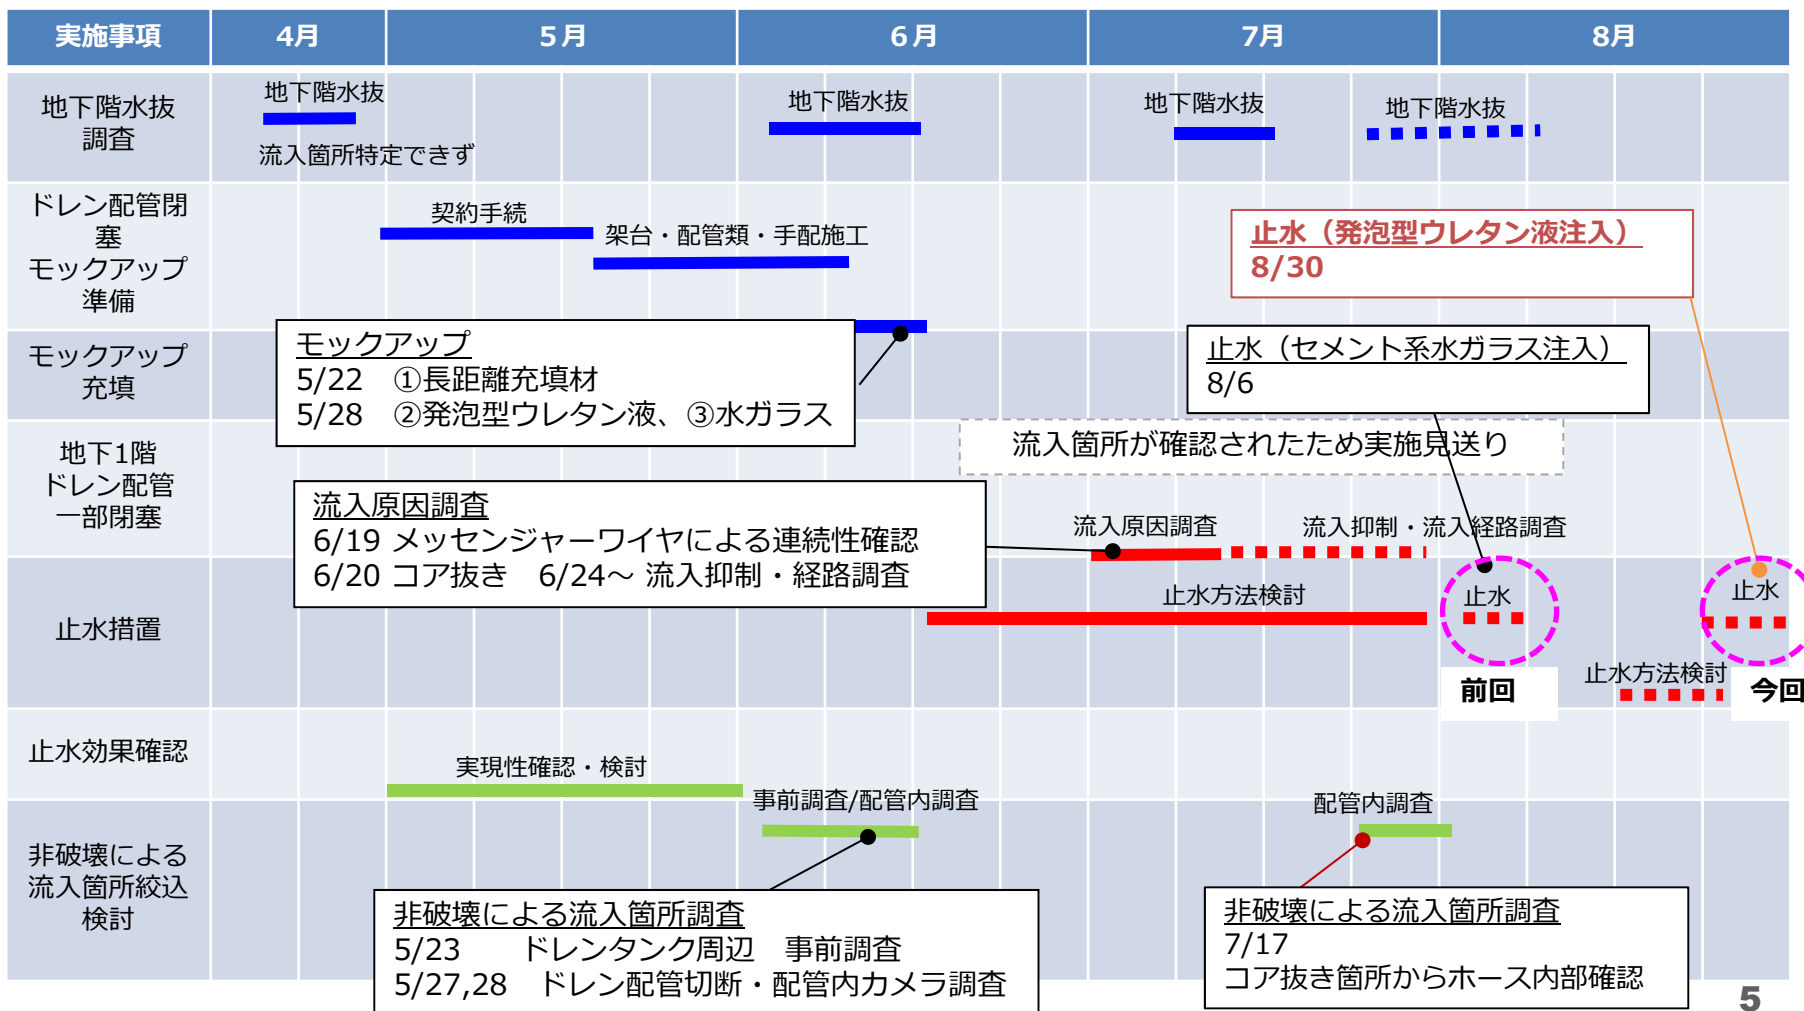 実施事項
4月
5月
6月
7月
8月
地下階水抜
調査
地下階水抜
流入箇所特定できず
地下階水抜
地下階水抜
地下階水抜
ドレン配管閉
塞
モックアップ
準備
契約手続
架台・配管類・手配施工
止水（発泡型ウレタン液注入）
8/30
モックアップ
充填
モックアップ
5/22　①長距離充填材
5/28　②発泡型ウレタン液、③水ガラス
止水（セメント系水ガラス注入）
8/6
地下1階
ドレン配管
一部閉塞
流入箇所が確認されたため実施見送り
流入原因調査
6/19 メッセンジャーワイヤによる連続性確認
6/20 コア抜き　6/24～ 流入抑制・経路調査
流入原因調査
流入抑制・流入経路調査
止水措置
止水方法検討
止水
止水
前回
止水方法検討
今回
止水効果確認
実現性確認・検討
事前調査/配管内調査
配管内調査
非破壊による
流入箇所絞込
検討
非破壊による流入箇所調査
5/23　　ドレンタンク周辺　事前調査
5/27,28　ドレン配管切断・配管内カメラ調査
非破壊による流入箇所調査
7/17
コア抜き箇所からホース内部確認
5